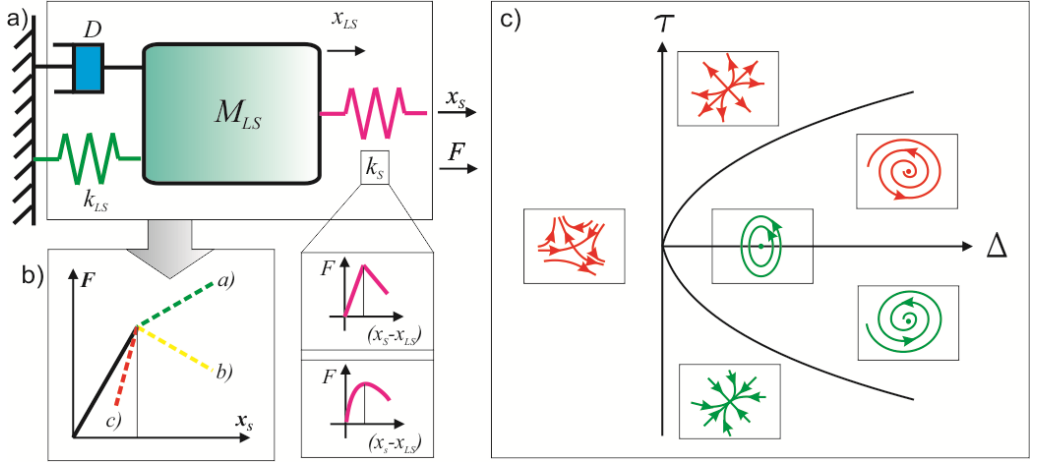 a)
D
x_LS
M_LS
x_s
F
k_S
k_LS
b)
F
a)
b)
c)
x_s
F
(x_S-x_LS)
F
(x_s-x_LS)
c)
τ
Δ